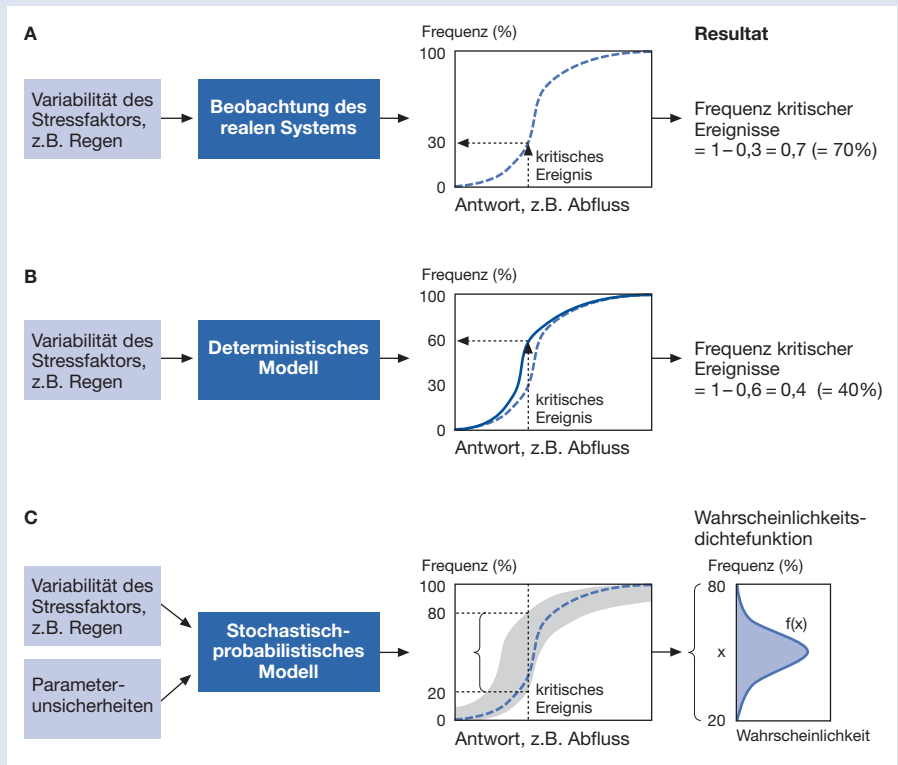 A
Variabilität des
Stressfaktors,
z.B. Regen
Beobachtung des
realen Systems
Frequenz (%)
100
30
0
kritisches
Ereignis
Antwort, z.B. Abfluss
Resultat
Frequenz kritischer
Ereignisse
= 1 – 0,3 = 0,7 (= 70%)
B
Variabilität des
Stressfaktors,
z.B. Regen
Deterministisches
Modell
Frequenz (%)
100
60
30
0
kritisches
Ereignis
Antwort, z.B. Abfluss
Frequenz kritischer
Ereignisse
= 1 – 0,6 = 0,4 (= 40%)
C
Variabilität des
Stressfaktors,
z.B. Regen
Parameter-
unsicherheiten
Stochastisch-
probabilistisches
Modell
Frequenz (%)
100
80
20
0
kritisches
Ereignis
Antwort, z.B. Abfluss
Wahrscheinlichkeits-
dichtefunktion
Frequenz (%)
80
f(x)
x
20
Wahrscheinlichkeit